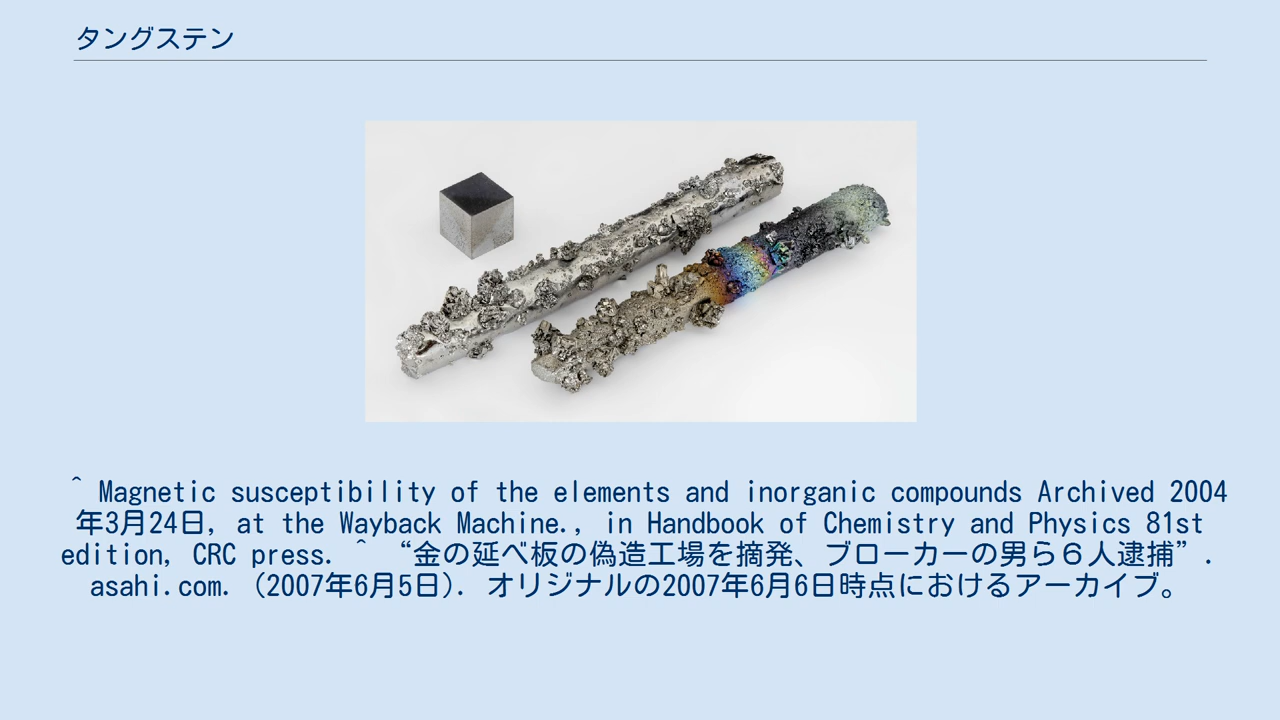 タングステン
^ Magnetic susceptibility of the elements and inorganic compounds Archived 2004
年3月24日, at the Wayback Machine., in Handbook of Chemistry and Physics 81st
edition, CRC press. ^ “金の延べ板の偽造工場を摘発、ブローカーの男ら６人逮捕”.
asahi.com. (2007年6月5日). オリジナルの2007年6月6日時点におけるアーカイブ。